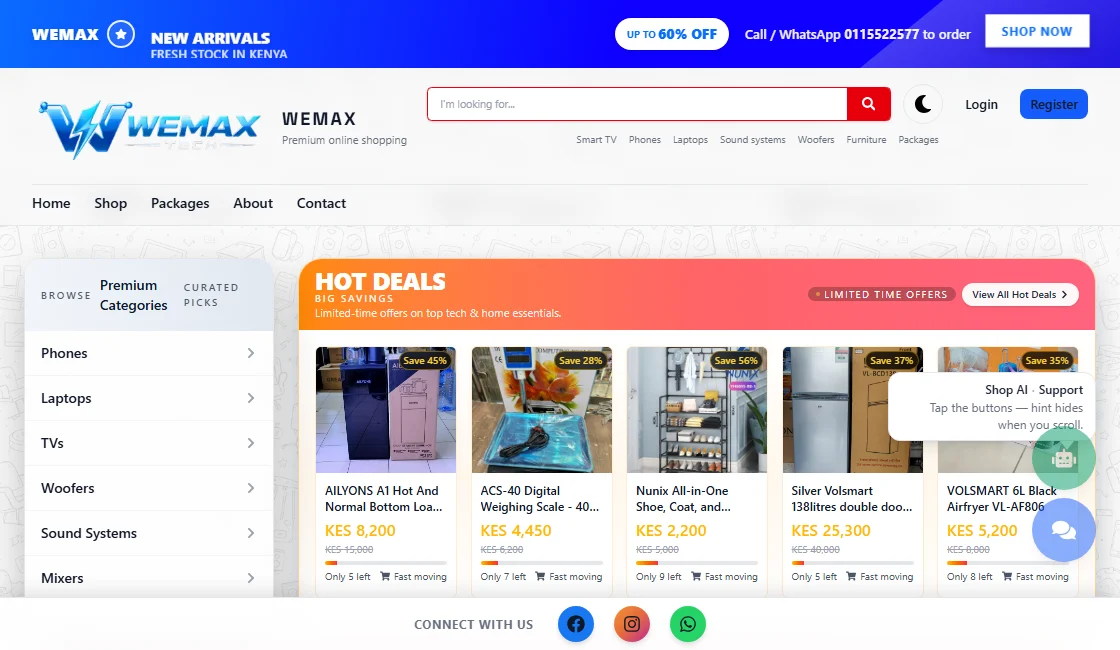 WEMAX
NEW ARRIVALS
FRESH STOCK IN KENYA
UP TO 60% OFF
Call / WhatsApp 0115522577 to order
SHOP NOW
WEMAX
TECH
WEMAX
Premium online shopping
I'm looking for...
Login
Register
Smart TV Phones Laptops Sound systems Woofers Furniture Packages
Home Shop Packages About Contact
BROWSE
Premium
Categories
CURATED
PICKS
Phones
Laptops
TVs
Woofers
Sound Systems
Mixers
HOT DEALS
BIG SAVINGS
Limited-time offers on top tech & home essentials.
LIMITED TIME OFFERS
View All Hot Deals
Save 45%
AILYONS A1 Hot And
Normal Bottom Loa...
KES 8,200
KES 15,000
Only 5 left Fast moving
Save 28%
ACS-40 Digital
Weighing Scale - 40...
KES 4,450
KES 6,200
Only 7 left Fast moving
Save 56%
NUNIX
Nunix All-in-One
Shoe, Coat, and...
KES 2,200
KES 5,000
Only 9 left Fast moving
Save 37%
Silver Volsmart
138litres double doo...
KES 25,300
KES 40,000
Only 5 left Fast moving
Save 35%
VOLSMART 6L Black
Airfryer VL-AF806
KES 5,200
KES 8,000
Only 8 left Fast moving
Shop AI · Support
Tap the buttons — hint hides
when you scroll.
CONNECT WITH US